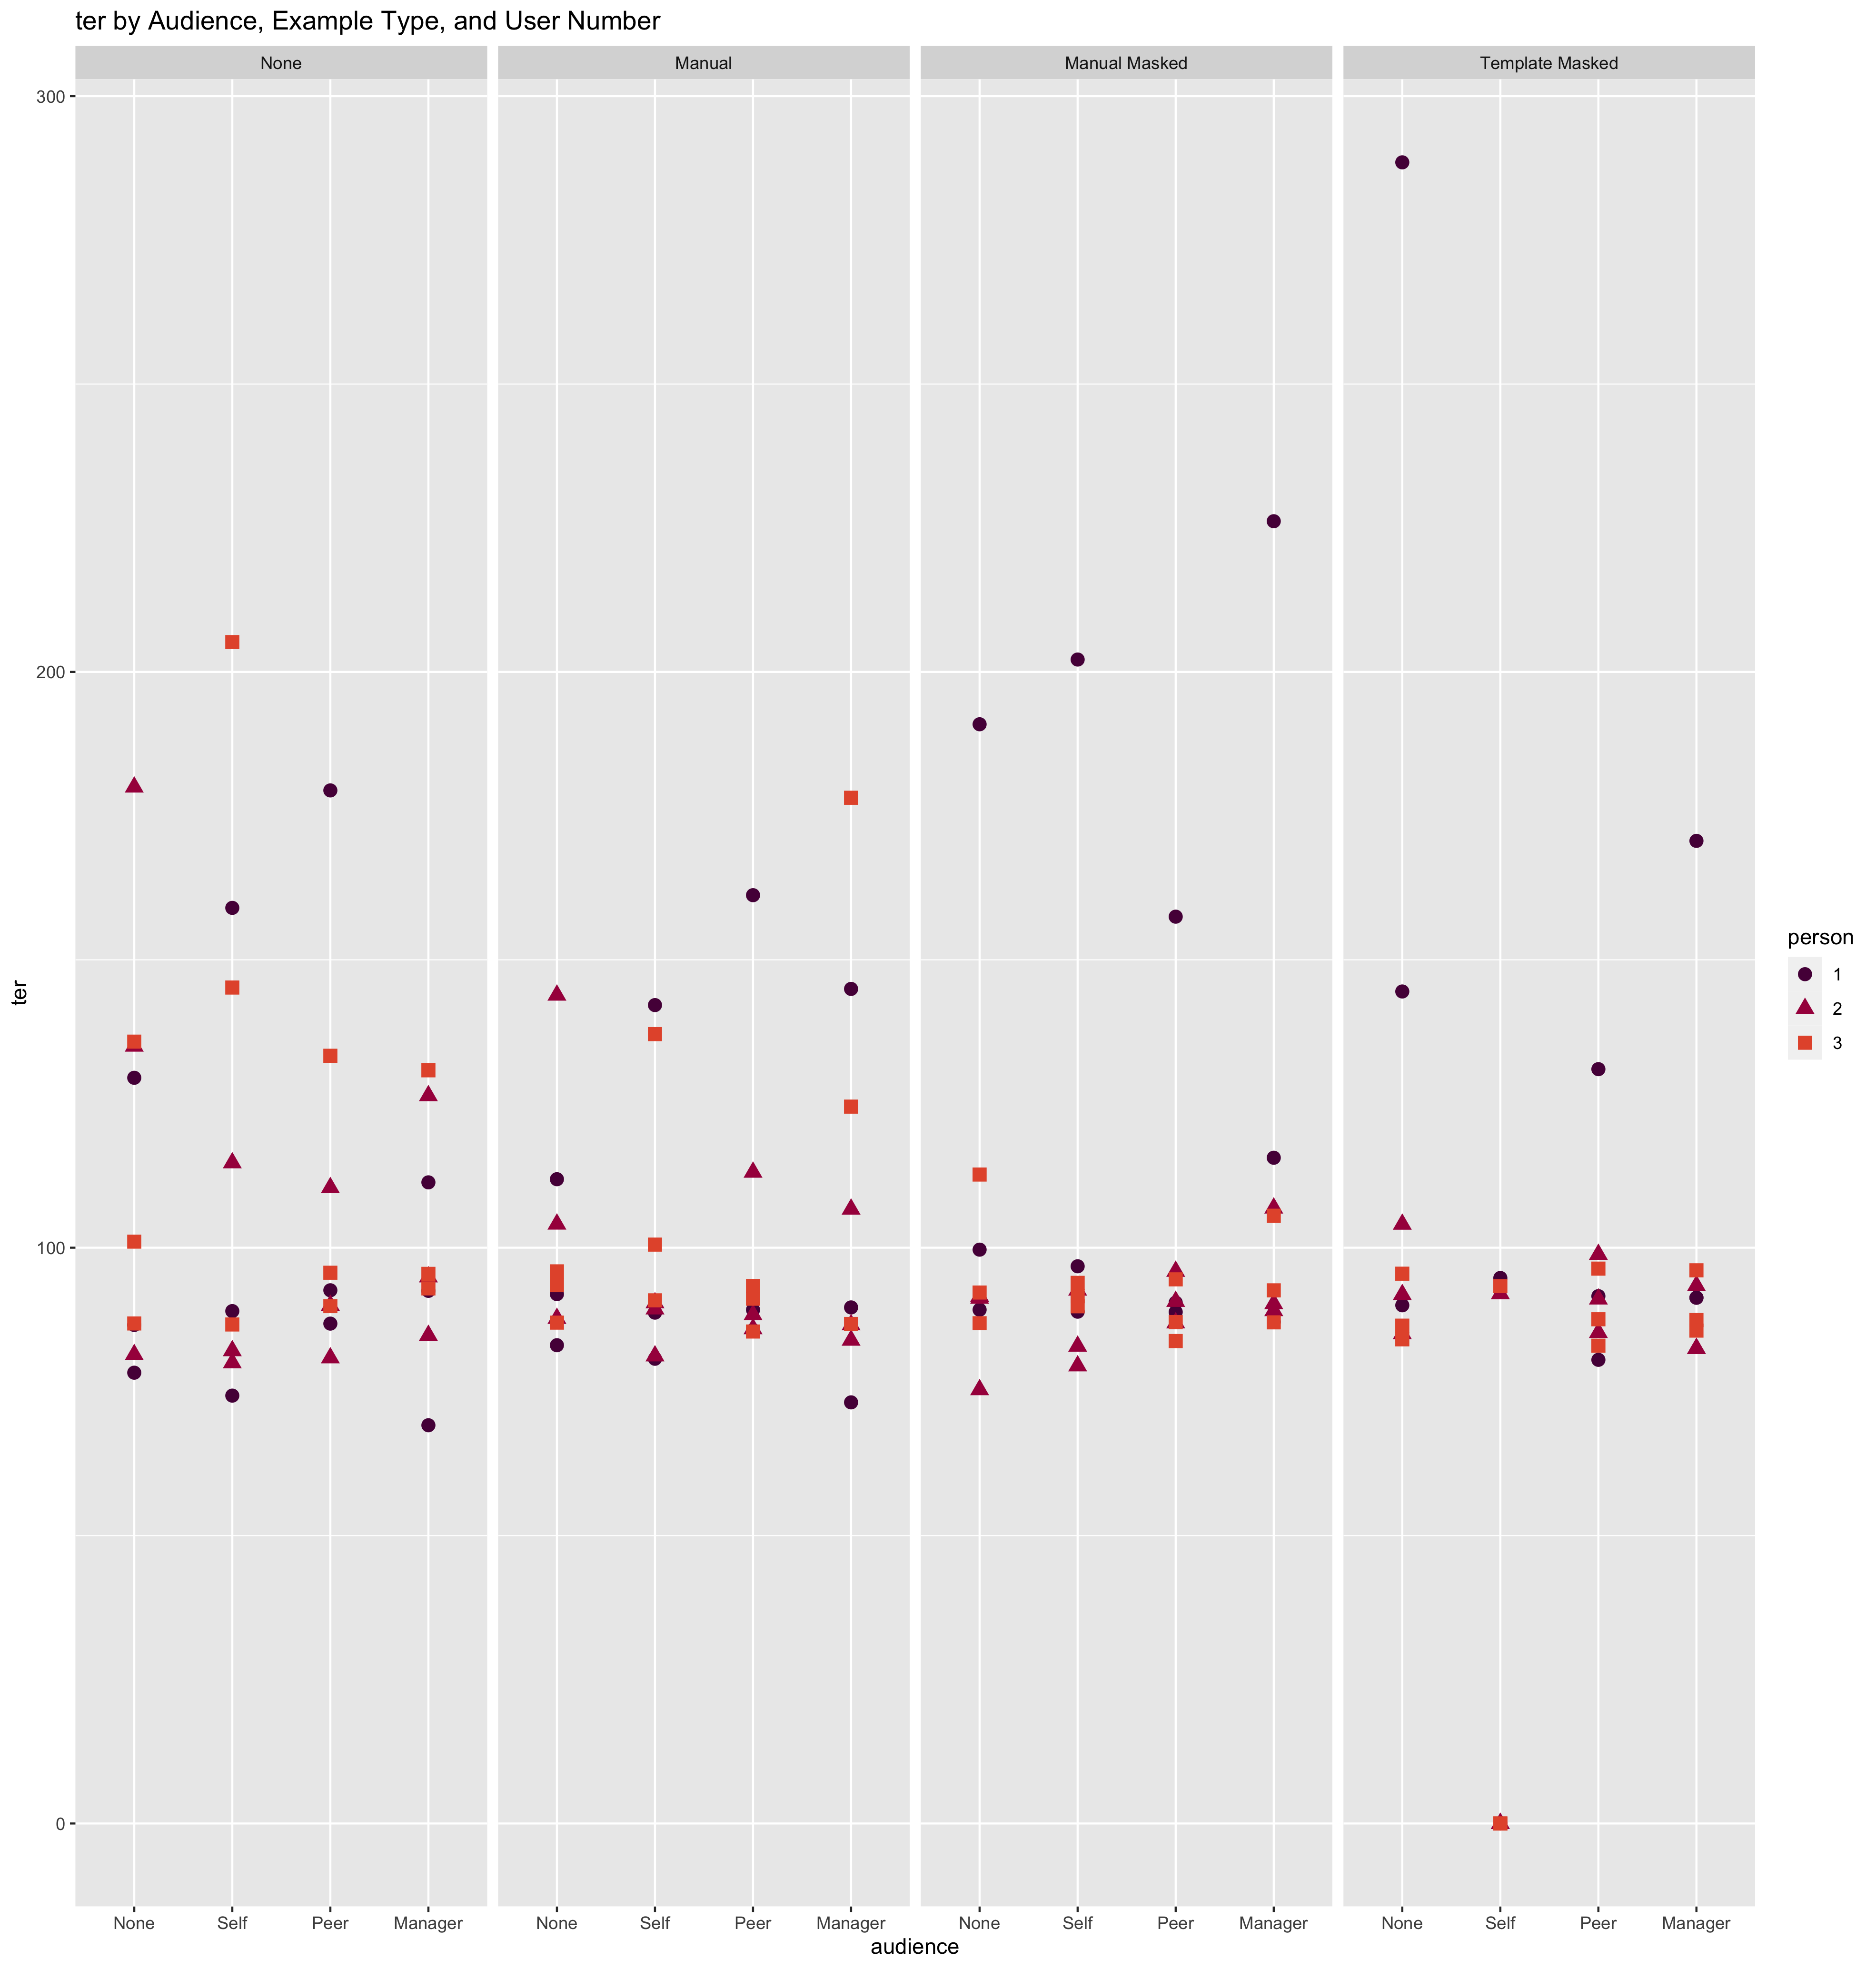 ter by Audience, Example Type, and User Number
None Manual Manual Masked Template Masked
300
200
100
0
ter
None Self Peer Manager None Self Peer Manager None Self Peer Manager None Self Peer Manager
audience
person
1
2
3